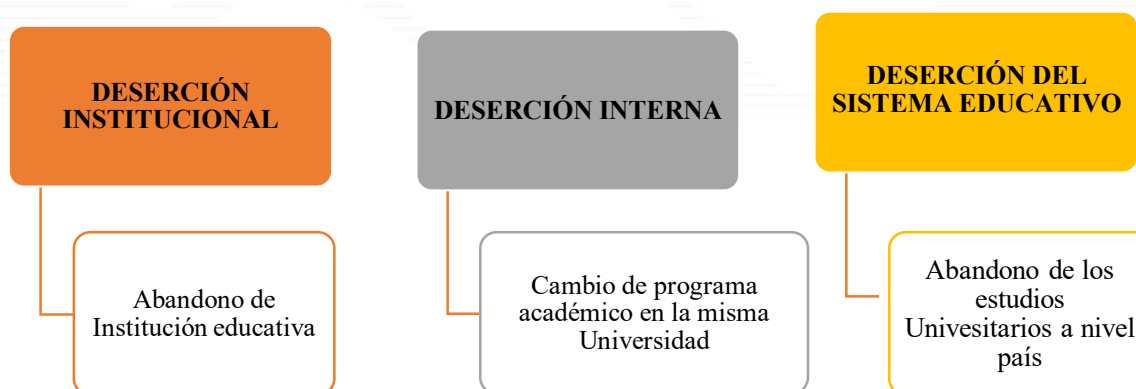 DESERCIÓN
INSTITUCIONAL
Abandono de
Institución educativa
DESERCIÓN INTERNA
Cambio de programa
académico en la misma
Universidad
DESERCIÓN DEL
SISTEMA EDUCATIVO
Abandono de los
estudios
Univesitarios a nivel
país